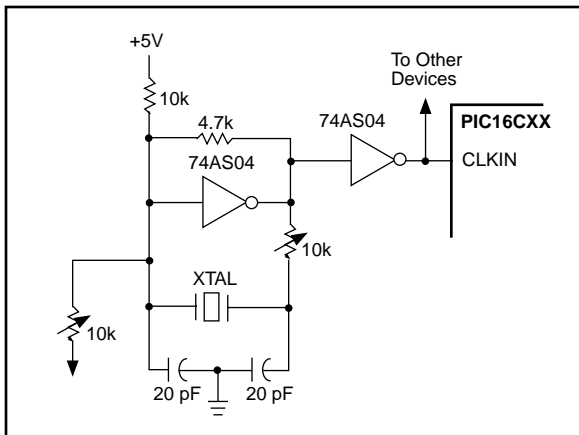 +5V
10k
4.7k
74AS04
74AS04
To Other
Devices
PIC16CXX
CLKIN
10k
XTAL
10k
20 pF
20 pF